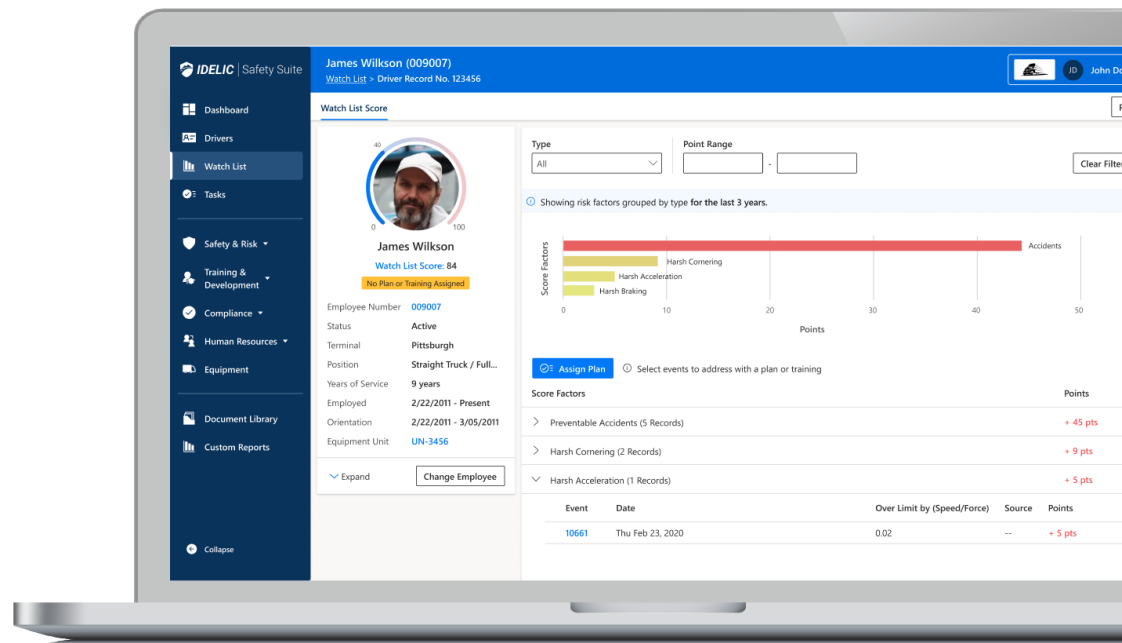 IDELIC | Safety Suite
James Wilkson (009007)
Watch List > Driver Record No. 123456
JD
John Do
Dashboard
Drivers
Watch List
Tasks
Safety & Risk
Training &
Development
Compliance
Human Resources
Equipment
Document Library
Custom Reports
Collapse
Watch List Score
40
0
100
James Wilkson
Watch List Score: 84
No Plan or Training Assigned
Employee Number 009007
Status Active
Terminal Pittsburgh
Position Straight Truck / Full...
Years of Service 9 years
Employed 2/22/2011 - Present
Orientation 2/22/2011 - 3/05/2011
Equipment Unit UN-3456
Expand
Change Employee
Type
All
Point Range
-
Clear Filter
Showing risk factors grouped by type for the last 3 years.
Score Factors
Accidents
Harsh Cornering
Harsh Acceleration
Harsh Braking
0 10 20 30 40 50
Points
Assign Plan
Select events to address with a plan or training
Score Factors Points
Preventable Accidents (5 Records) + 45 pts
Harsh Cornering (2 Records) + 9 pts
Harsh Acceleration (1 Records) + 5 pts
Event Date Over Limit by (Speed/Force) Source Points
10661 Thu Feb 23, 2020 0.02 -- + 5 pts